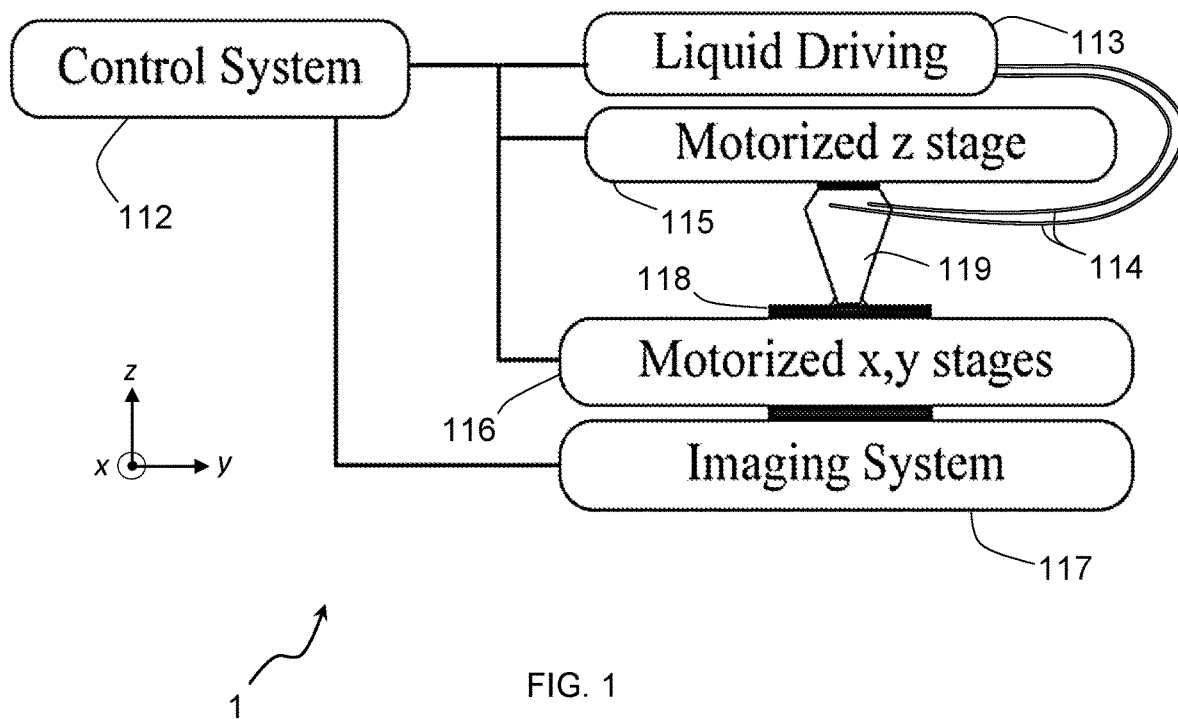 113
Control System
Liquid Driving
Motorized z stage
112
115
119
114
118
Motorized x,y stages
z
116
x
y
Imaging System
117
1
FIG. 1